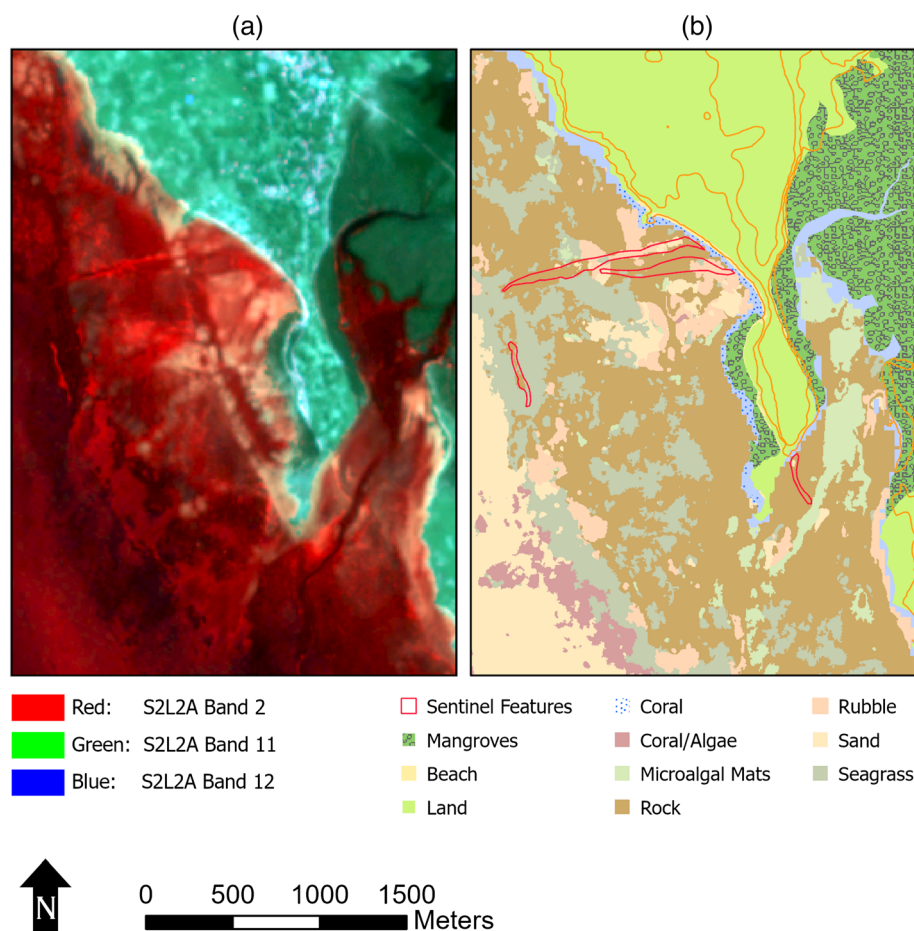 (a)
(b)
Red: S2L2A Band 2
Green: S2L2A Band 11
Blue: S2L2A Band 12
Sentinel Features
Mangroves
Beach
Land
Coral
Coral/Algae
Microalgal Mats
Rock
Rubble
Sand
Seagrass
N
0 500 1000 1500
Meters